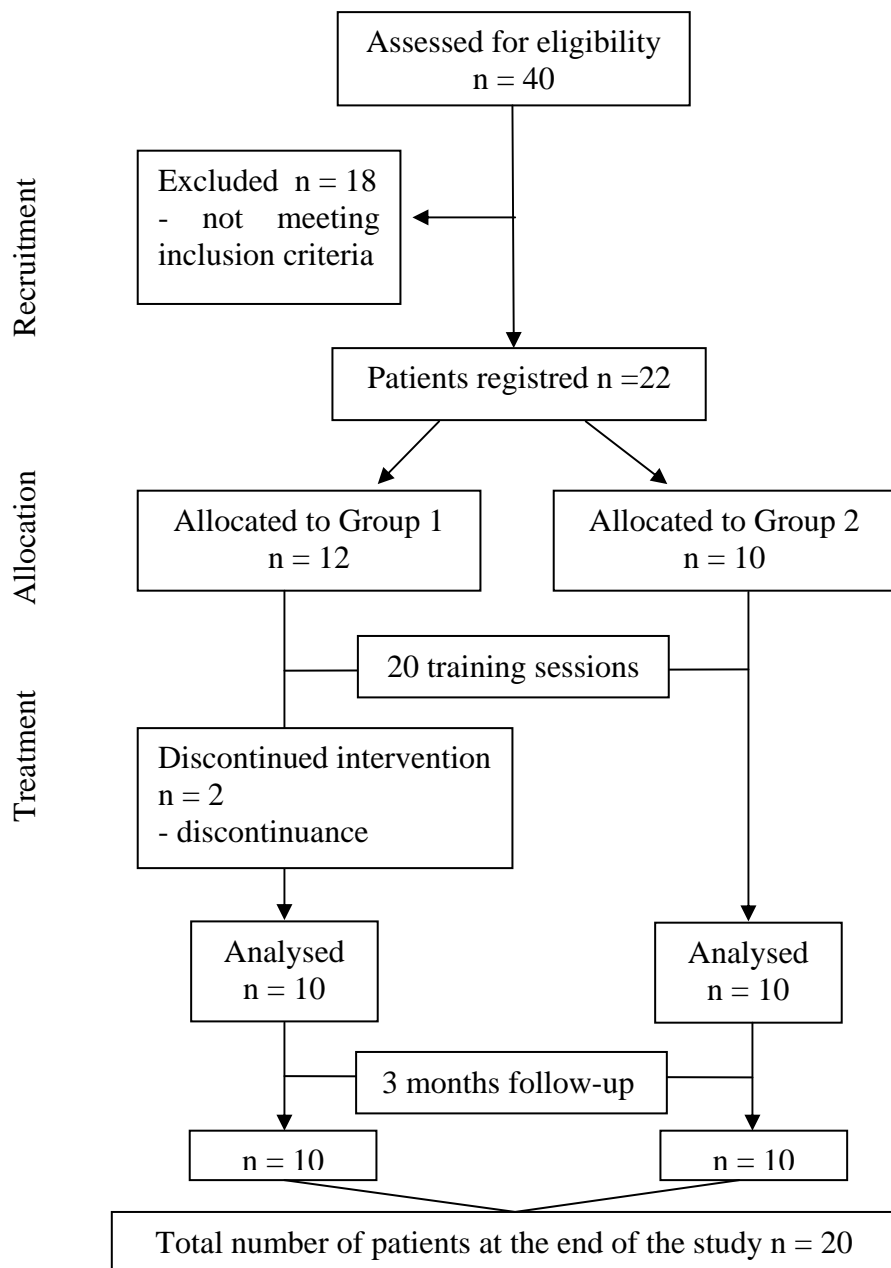 Assessed for eligibility
n = 40
Recruitment
Excluded n = 18
- not meeting
inclusion criteria
Patients registred n =22
Allocation
Allocated to Group 1
n = 12
Allocated to Group 2
n = 10
20 training sessions
Treatment
Discontinued intervention
n = 2
- discontinuance
Analysed
n = 10
Analysed
n = 10
3 months follow-up
n = 10
n = 10
Total number of patients at the end of the study n = 20